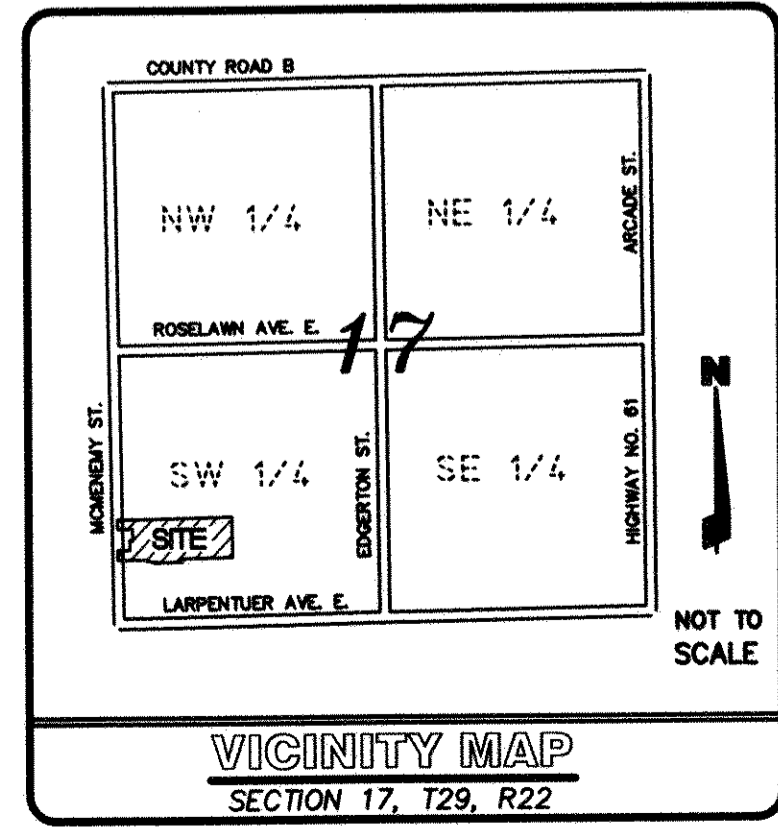 COUNTY ROAD B
NW 1/4
NE 1/4
ARCADE ST.
ROSELAWN AVE. E.
17
MCMENEMY ST.
SW 1/4
EDGERTON ST.
SE 1/4
HIGHWAY NO. 61
N
SITE
LARPENTUER AVE. E.
NOT TO
SCALE
VICINITY MAP
SECTION 17, T29, R22